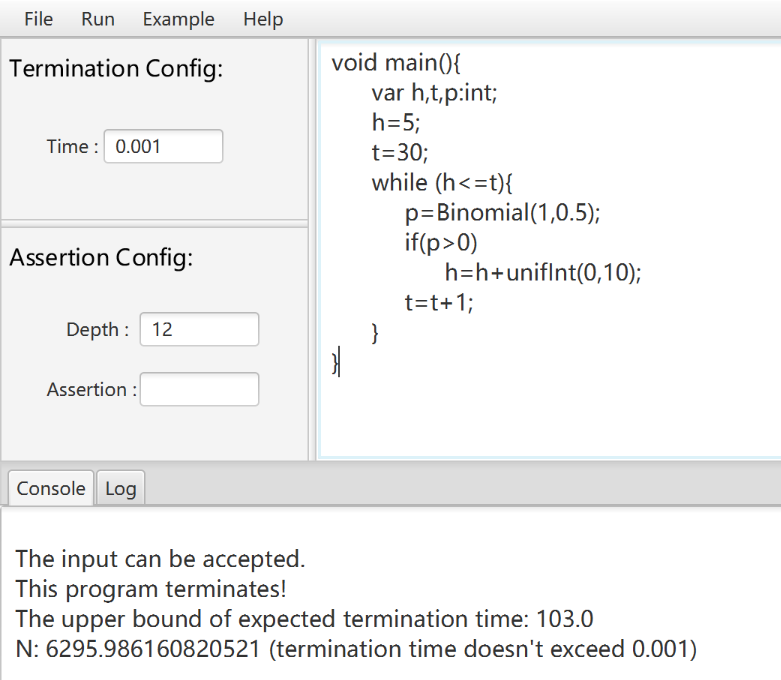 File Run Example Help
Termination Config:
Time : 0.001
Assertion Config:
Depth : 12
Assertion :
void main(){
var h,t,p:int;
h=5;
t=30;
while (h<=t){
p=Binomial(1,0.5);
if(p>0)
h=h+unifInt(0,10);
t=t+1;
}
}
Console Log
The input can be accepted.
This program terminates!
The upper bound of expected termination time: 103.0
N: 6295.986160820521 (termination time doesn't exceed 0.001)